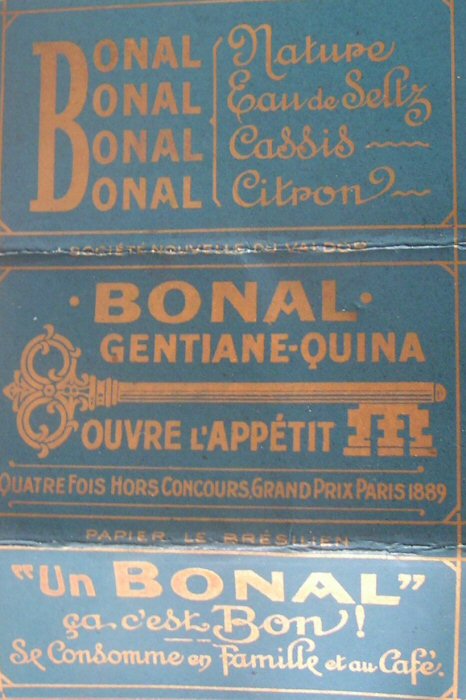 BONAL Nature
BONAL Eau de Seltz
BONAL Cassis
BONAL Citron
SOCIÉTÉ NOUVELLE DU VAL D'OR
· BONAL ·
GENTIANE-QUINA
OUVRE L'APPÉTIT
QUATRE FOIS HORS CONCOURS, GRAND PRIX PARIS 1889
PAPIER LE BRÉSILIEN
"Un BONAL"
ça c'est Bon!
Se Consomme en Famille et au Café.